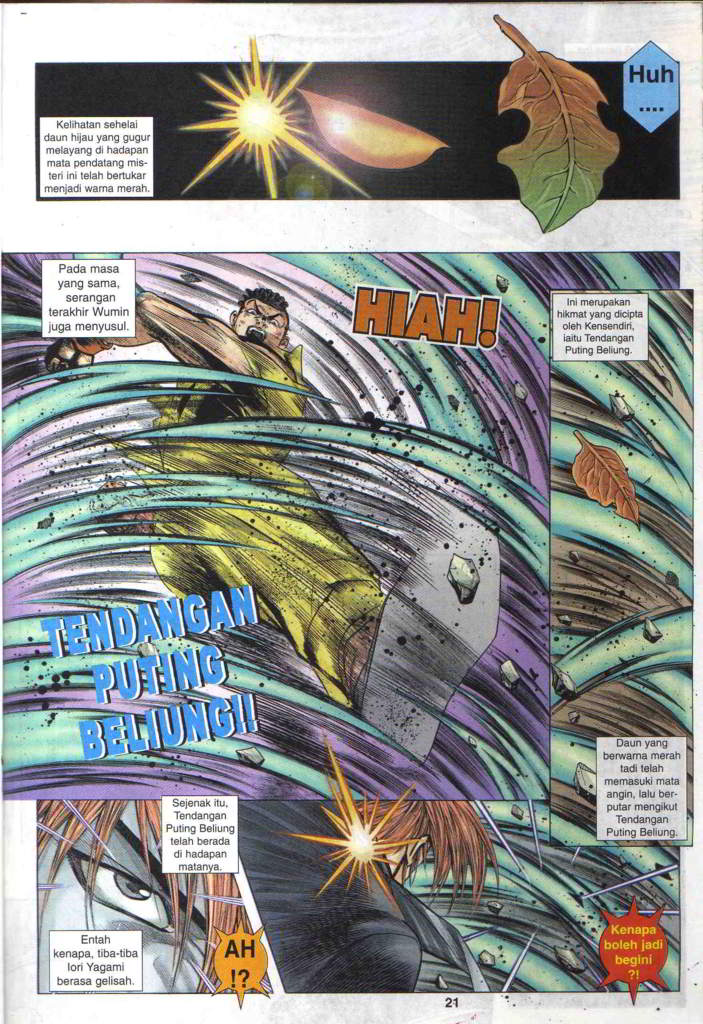 Huh
....
Kelihatan sehelai
daun hijau yang gugur
melayang di hadapan
mata pendatang mis-
teri ini telah bertukar
menjadi warna merah.
Pada masa
yang sama,
serangan
terakhir Wumin
juga menyusul.
HIAH!
Ini merupakan
hikmat yang dicipta
oleh Kensendiri,
iaitu Tendangan
Puting Beliung.
TENDANGAN
PUTING
BELIUNG!!
Daun yang
berwarna merah
tadi telah
memasuki mata
angin, lalu ber-
putar mengikut
Tendangan
Puting Beliung.
Sejenak itu,
Tendangan
Puting Beliung
telah berada
di hadapan
matanya.
Entah
kenapa, tiba-tiba
Iori Yagami
berasa gelisah.
AH
!?
Kenapa
boleh jadi
begini
?!
21